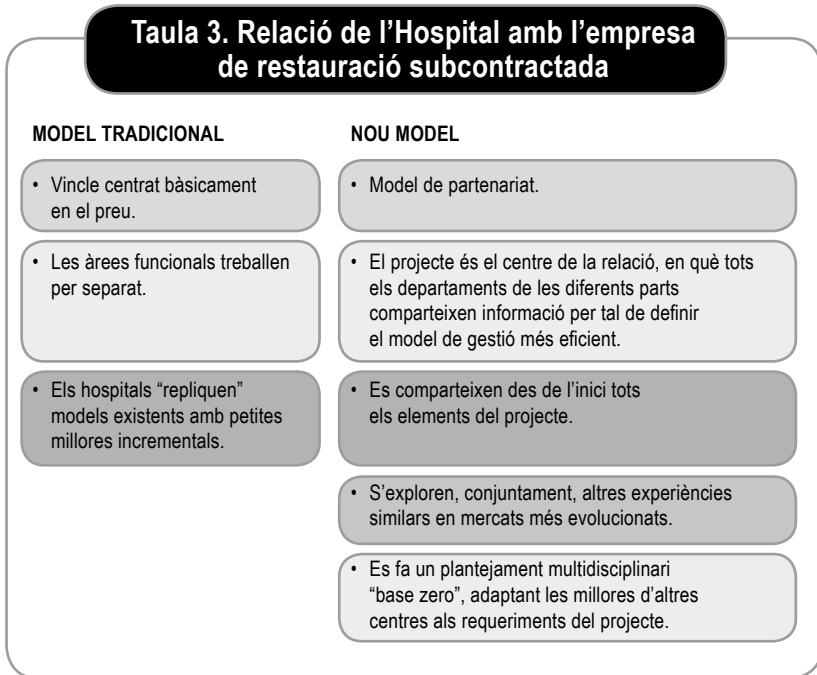 Taula 3. Relació de l’Hospital amb l’empresa
de restauració subcontractada
MODEL TRADICIONAL
• Vincle centrat bàsicament
en el preu.
• Les àrees funcionals treballen
per separat.
• Els hospitals “repliquen”
models existents amb petites
millores incrementals.
NOU MODEL
• Model de partenariat.
• El projecte és el centre de la relació, en què tots
els departaments de les diferents parts
comparteixen informació per tal de definir
el model de gestió més eficient.
• Es comparteixen des de l’inici tots
els elements del projecte.
• S’exploren, conjuntament, altres experiències
similars en mercats més evolucionats.
• Es fa un plantejament multidisciplinari
“base zero”, adaptant les millores d’altres
centres als requeriments del projecte.